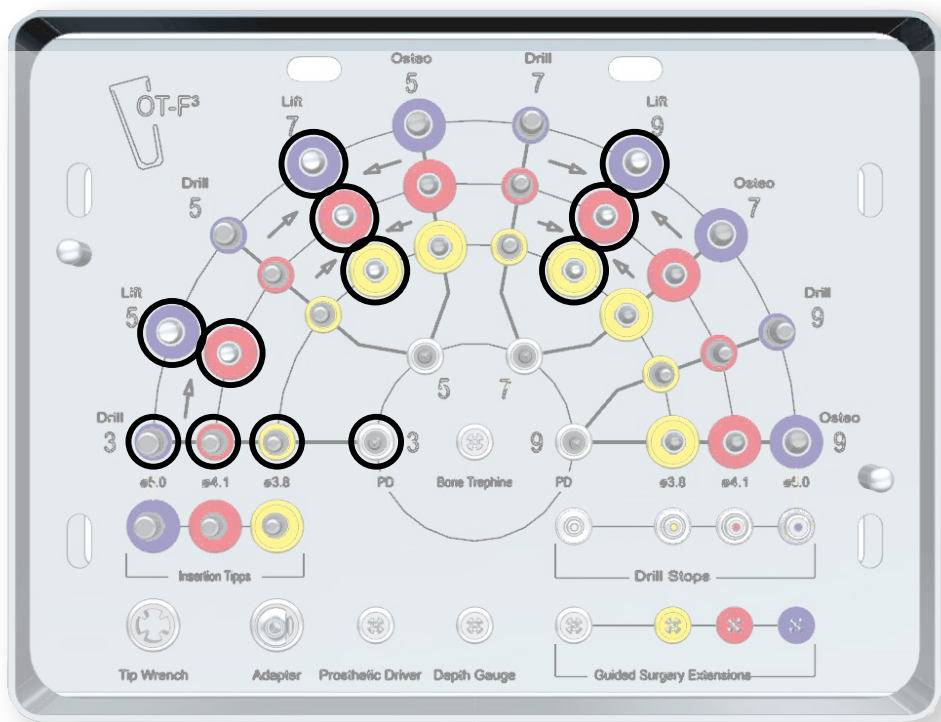 OT-F³
Osteo
5
Drill
7
Lift
7
Lift
9
Drill
5
Osteo
7
Lift
5
Drill
9
5
7
Drill
3
3
9
Osteo
9
ø5.0
ø4.1
ø3.8
PD
Bone Trephine
PD
ø3.8
ø4.1
ø5.0
Insertion Tipps
Drill Stops
Tip Wrench
Adapter
Prosthetic Driver
Depth Gauge
Guided Surgery Extensions